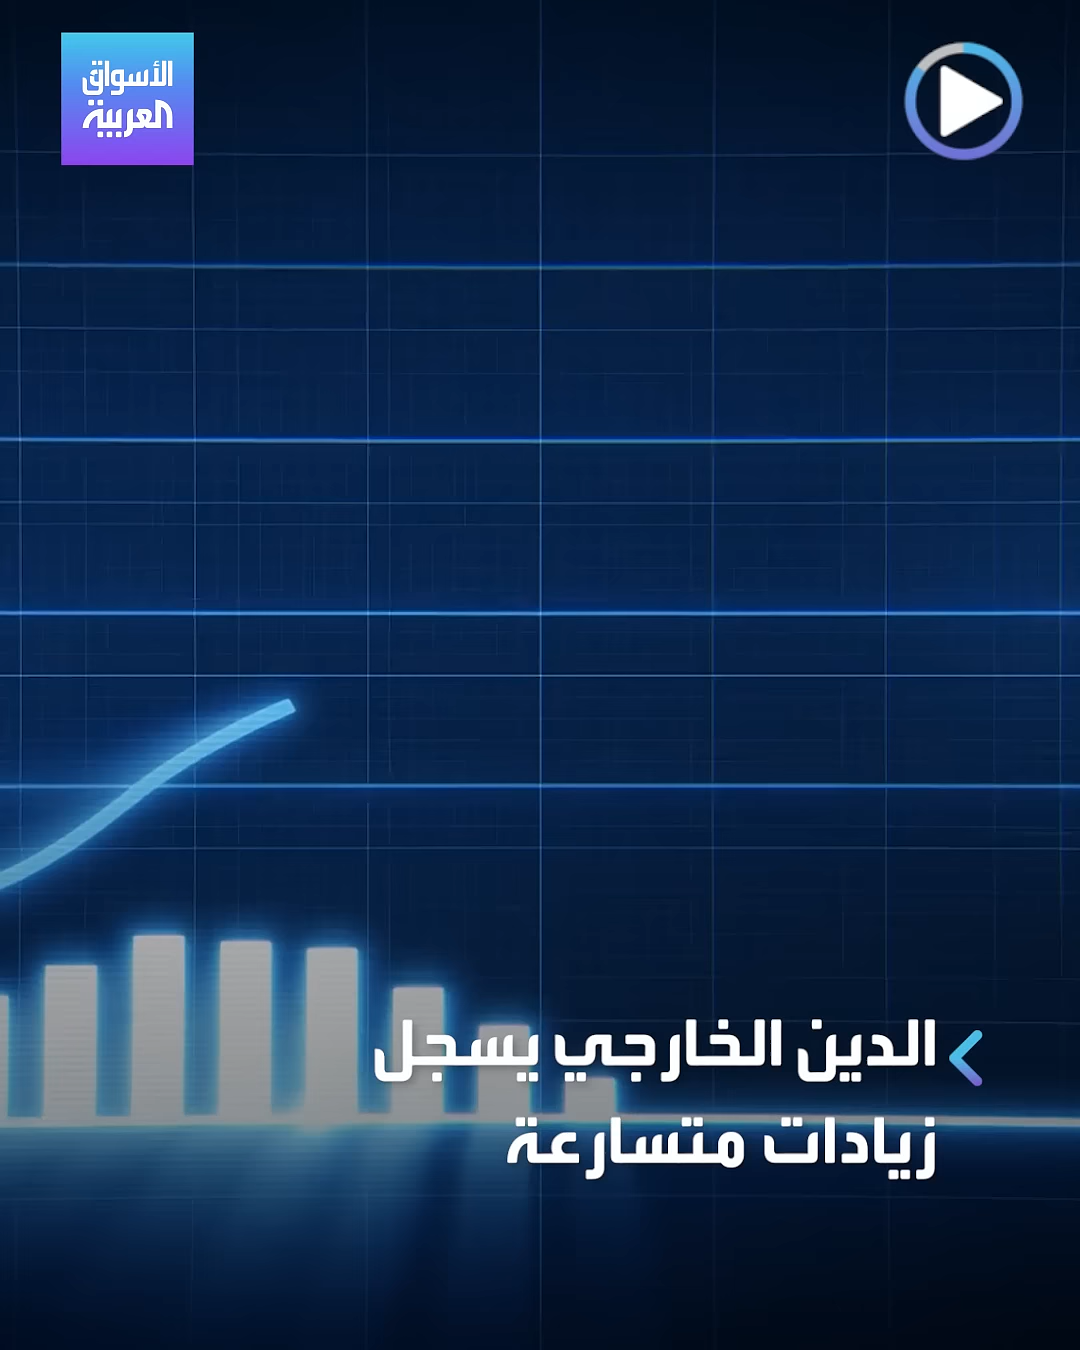 الأسواق
العربية
الدين الخارجي يسجل
زيادات متسارعة